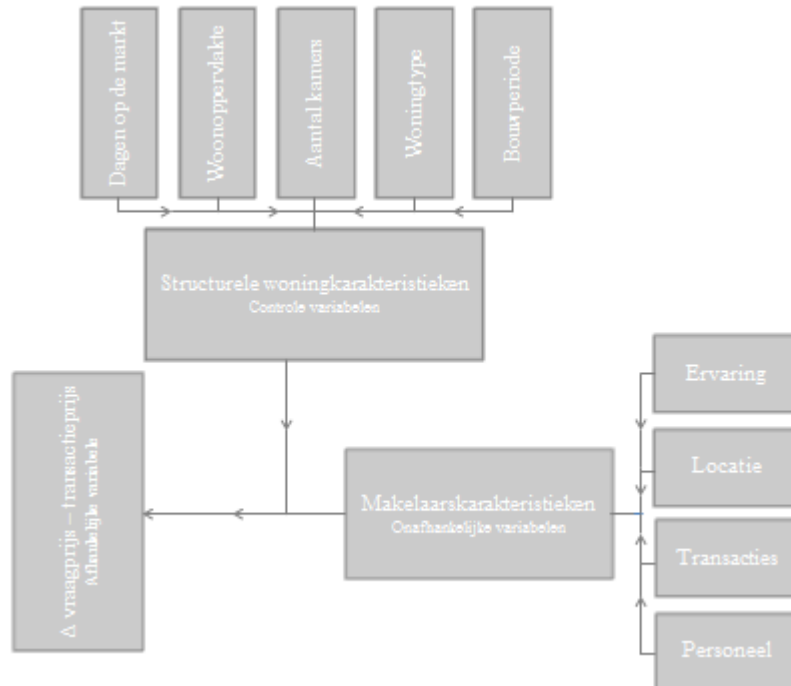 Dagen op de markt
Woonoppervlakte
Aantal kamers
Woningtype
Bouwperiode
Structurele woningkarakteristieken
Controle variabelen
Δ vraagprijs – transactieprijs
Afhankelijke variabele
Makelaarskarakteristieken
Onafhankelijke variabelen
Ervaring
Locatie
Transacties
Personeel